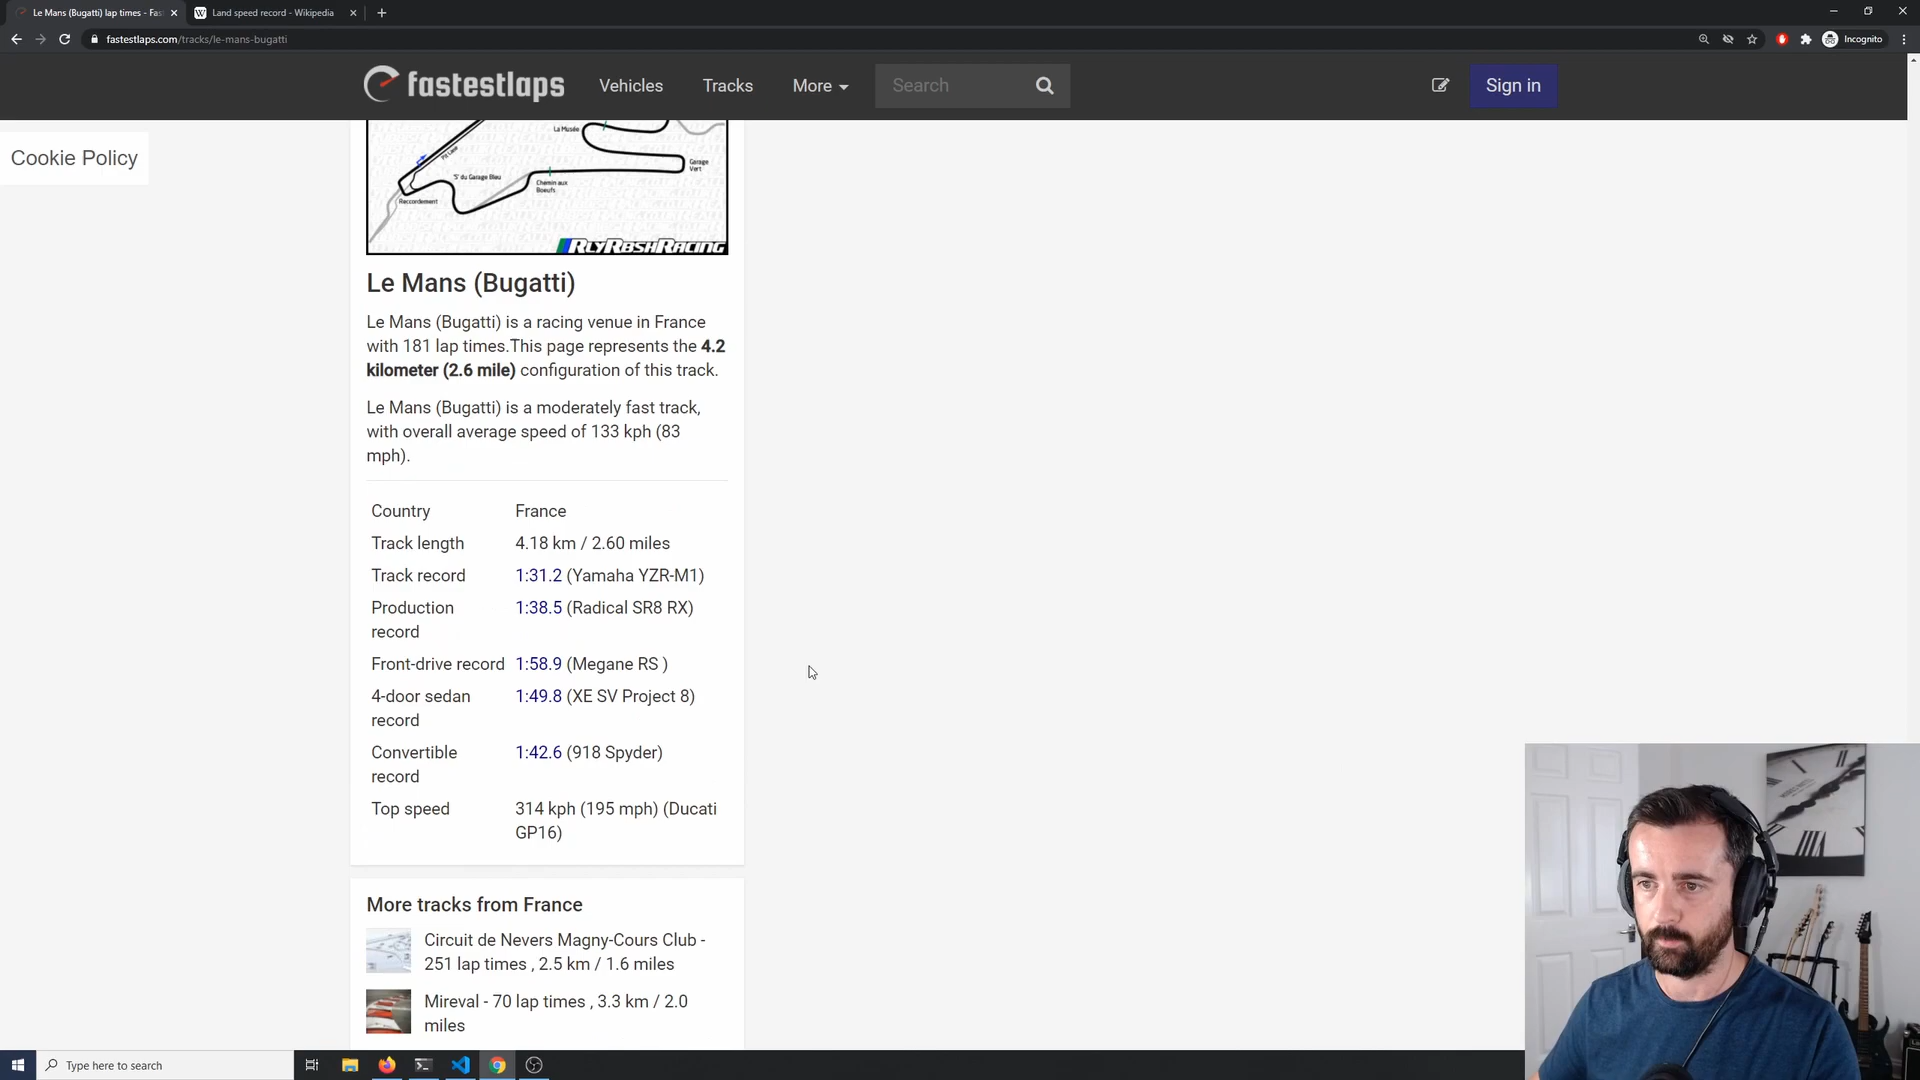 Le Mans (Bugatti) lap times - Fas
Land speed record - Wikipedia
fastestlaps.com/tracks/le-mans-bugatti
Incognito
fastestlaps
Vehicles
Tracks
More
Search
Sign in
Cookie Policy
La Musée
Pit Lane
Garage
Vert
'S' du Garage Bleu
Chemin aux
Boeufs
Reccordement
RLYRBSHRACING
Le Mans (Bugatti)
Le Mans (Bugatti) is a racing venue in France
with 181 lap times.This page represents the 4.2
kilometer (2.6 mile) configuration of this track.
Le Mans (Bugatti) is a moderately fast track,
with overall average speed of 133 kph (83
mph).
Country France
Track length 4.18 km / 2.60 miles
Track record 1:31.2 (Yamaha YZR-M1)
Production 1:38.5 (Radical SR8 RX)
record
Front-drive record 1:58.9 (Megane RS )
4-door sedan 1:49.8 (XE SV Project 8)
record
Convertible 1:42.6 (918 Spyder)
record
Top speed 314 kph (195 mph) (Ducati
GP16)
More tracks from France
Circuit de Nevers Magny-Cours Club -
251 lap times , 2.5 km / 1.6 miles
Mireval - 70 lap times , 3.3 km / 2.0
miles
Type here to search